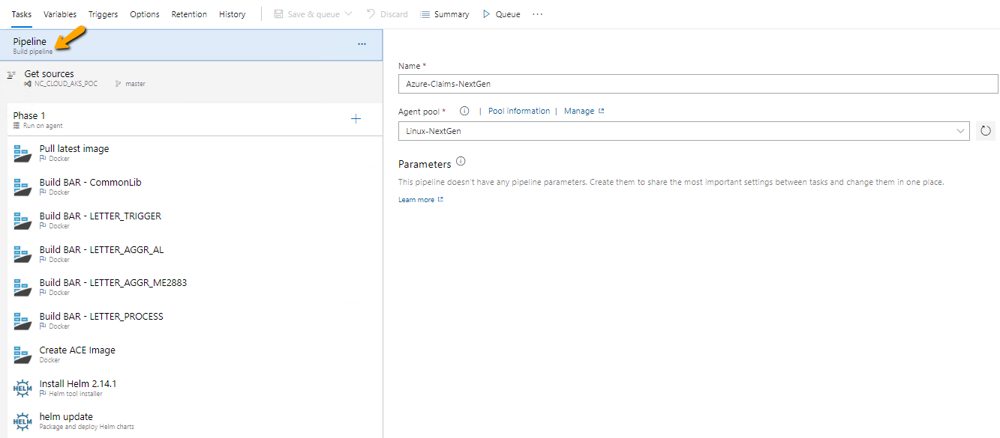 Tasks Variables Triggers Options Retention History Save & queue Discard Summary Queue ...
Pipeline
Build pipeline
...
Get sources
NC_CLOUD_AKS_POC master
Phase 1
Run on agent
Pull latest image
Docker
Build BAR - CommonLib
Docker
Build BAR - LETTER_TRIGGER
Docker
Build BAR - LETTER_AGGR_AL
Docker
Build BAR - LETTER_AGGR_ME2883
Docker
Build BAR - LETTER_PROCESS
Docker
Create ACE Image
Docker
HELM
Install Helm 2.14.1
Helm tool installer
HELM
helm update
Package and deploy Helm charts
Name *
Azure-Claims-NextGen
Agent pool * | Pool information | Manage
Linux-NextGen
Parameters
This pipeline doesn't have any pipeline parameters. Create them to share the most important settings between tasks and change them in one place.
Learn more